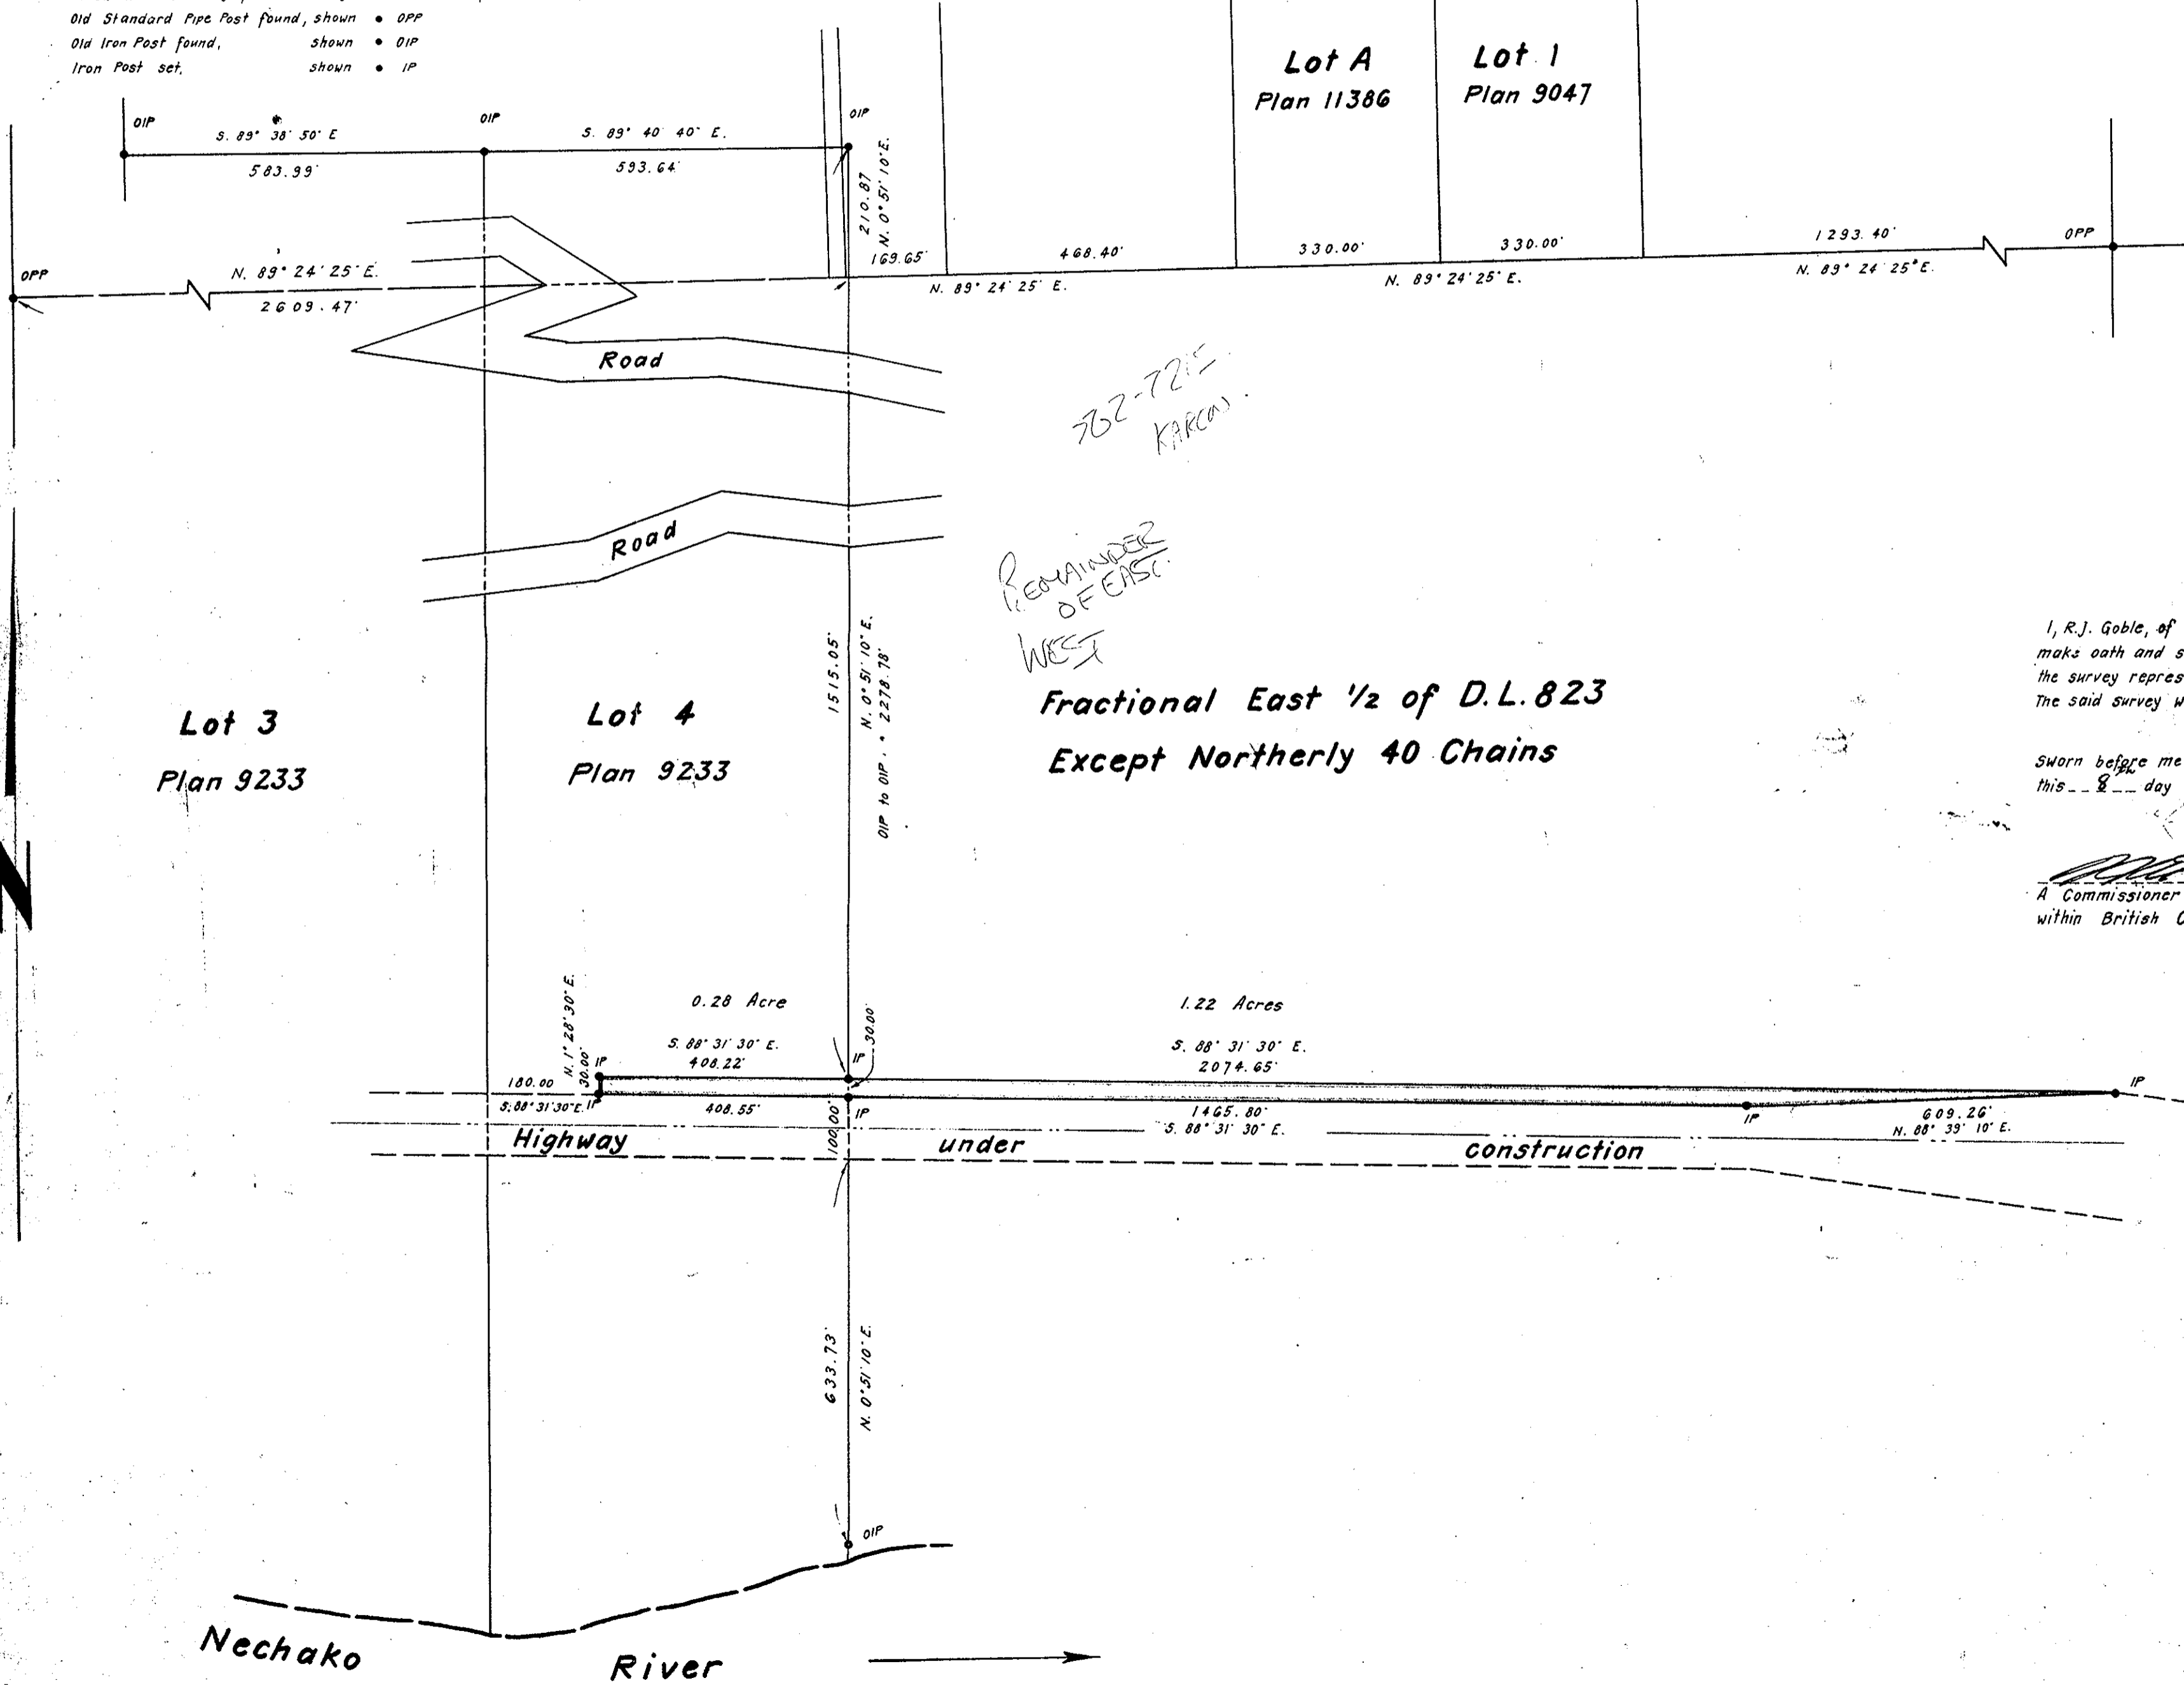 Old Standard Pipe Post found, shown • OPP
Old Iron Post found, shown • OIP
Iron Post set, shown • IP
Lot A
Plan 11386
Lot 1
Plan 9047
OIP
S. 89° 38' 50" E
583.99'
OIP
S. 89° 40' 40" E.
593.64'
OIP
210.87
N. 0° 51' 10" E.
OPP
N. 89° 24' 25" E.
2609.47'
169.65'
468.40'
330.00'
330.00'
1293.40'
OPP
N. 89° 24' 25" E.
N. 89° 24' 25" E.
N. 89° 24' 25" E.
Road
KAREN.
Road
REMAINDER
OF EAST.
WEST
1515.05'
N. 0° 51' 10" E.
OIP to OIP. = 2278.78'
Lot 3
Plan 9233
Lot 4
Plan 9233
Fractional East 1/2 of D.L. 823
Except Northerly 40 Chains
I, R.J. Goble, of
make oath and s
the survey repres
The said survey w
Sworn before me
this 8th day
A Commissioner
within British C
N
0.28 Acre
1.22 Acres
N. 1° 28' 30" E.
30.00'
IP
S. 88° 31' 30" E.
408.22'
30.00'
IP
S. 88° 31' 30" E.
2074.65'
IP
180.00
S. 88° 31' 30" E.
IP
408.55'
100.00'
IP
1465.80'
S. 88° 31' 30" E.
IP
609.26'
N. 88° 39' 10" E.
Highway under construction
633.73'
N. 0° 51' 10" E.
OIP
Nechako River